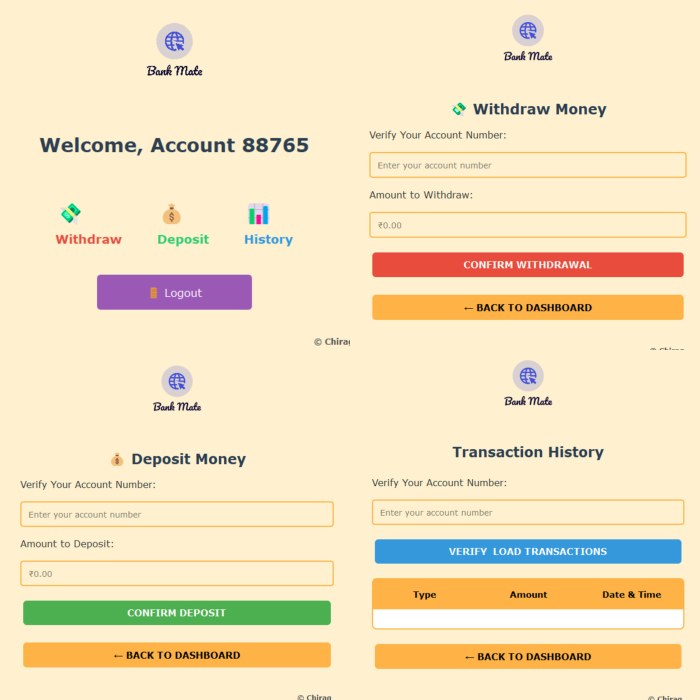 Bank Mate
Welcome, Account 88765
Withdraw Deposit History
Logout
© Chirag
Bank Mate
Withdraw Money
Verify Your Account Number:
Enter your account number
Amount to Withdraw:
₹0.00
CONFIRM WITHDRAWAL
← BACK TO DASHBOARD
© Chirag
Bank Mate
Deposit Money
Verify Your Account Number:
Enter your account number
Amount to Deposit:
₹0.00
CONFIRM DEPOSIT
← BACK TO DASHBOARD
© Chirag
Bank Mate
Transaction History
Verify Your Account Number:
Enter your account number
VERIFY LOAD TRANSACTIONS
Type Amount Date & Time
← BACK TO DASHBOARD
© Chirag